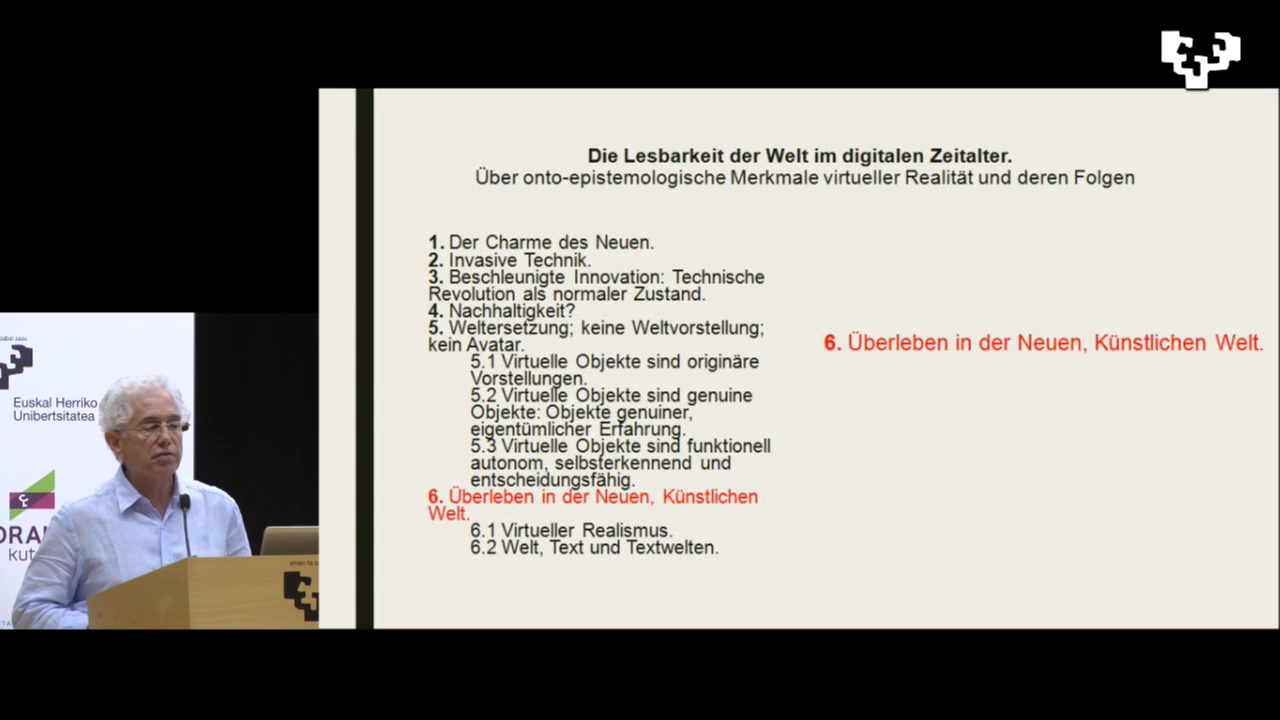 Die Lesbarkeit der Welt im digitalen Zeitalter.
Über onto-epistemologische Merkmale virtueller Realität und deren Folgen
1. Der Charme des Neuen.
2. Invasive Technik.
3. Beschleunigte Innovation: Technische
Revolution als normaler Zustand.
4. Nachhaltigkeit?
5. Weltersetzung; keine Weltvorstellung;
kein Avatar.
5.1 Virtuelle Objekte sind originäre
Vorstellungen.
5.2 Virtuelle Objekte sind genuine
Objekte: Objekte genuiner,
eigentümlicher Erfahrung.
5.3 Virtuelle Objekte sind funktionell
autonom, selbsterkennend und
entscheidungsfähig.
6. Überleben in der Neuen, Künstlichen
Welt.
6.1 Virtueller Realismus.
6.2 Welt, Text und Textwelten.
6. Überleben in der Neuen, Künstlichen Welt.
Euskal Herriko
Unibertsitatea